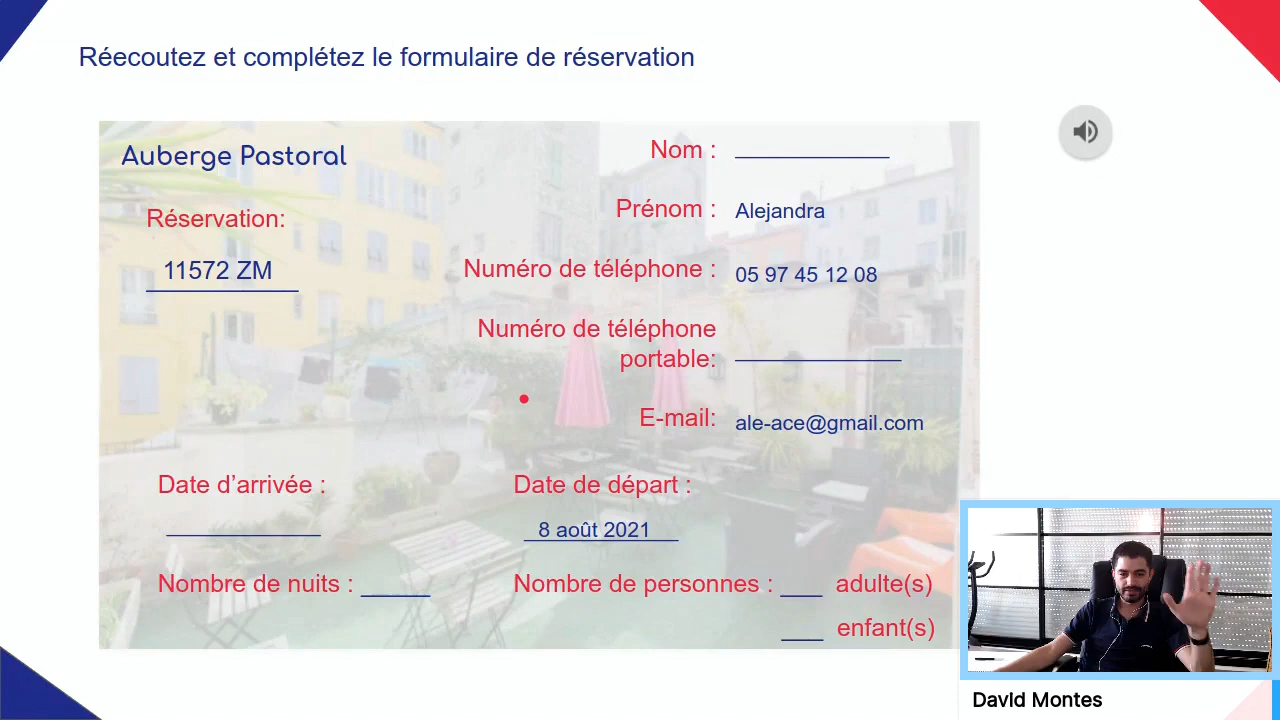 Réecoutez et complétez le formulaire de réservation
Auberge Pastoral
Réservation:
11572 ZM
Nom :
Prénom : Alejandra
Numéro de téléphone : 05 97 45 12 08
Numéro de téléphone
portable:
E-mail: ale-ace@gmail.com
Date d’arrivée :
Date de départ :
8 août 2021
Nombre de nuits :
Nombre de personnes : adulte(s)
enfant(s)
DavId Montes